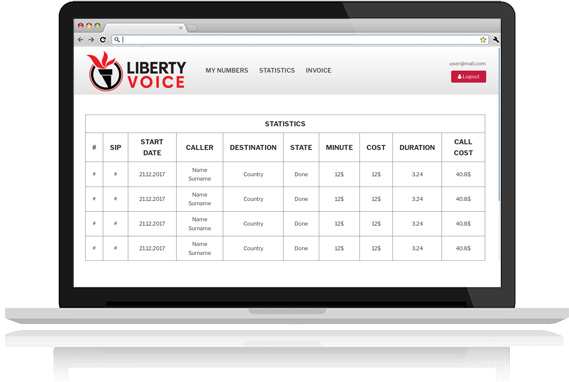 LIBERTY
VOICE
MY NUMBERS STATISTICS INVOICE
user@mail.com
Logout
STATISTICS
# SIP START DATE CALLER DESTINATION STATE MINUTE COST DURATION CALL COST
# # 21.12.2017 Name Surname Country Done 12$ 12$ 3.24 40.8$
# # 21.12.2017 Name Surname Country Done 12$ 12$ 3.24 40.8$
# # 21.12.2017 Name Surname Country Done 12$ 12$ 3.24 40.8$
# # 21.12.2017 Name Surname Country Done 12$ 12$ 3.24 40.8$